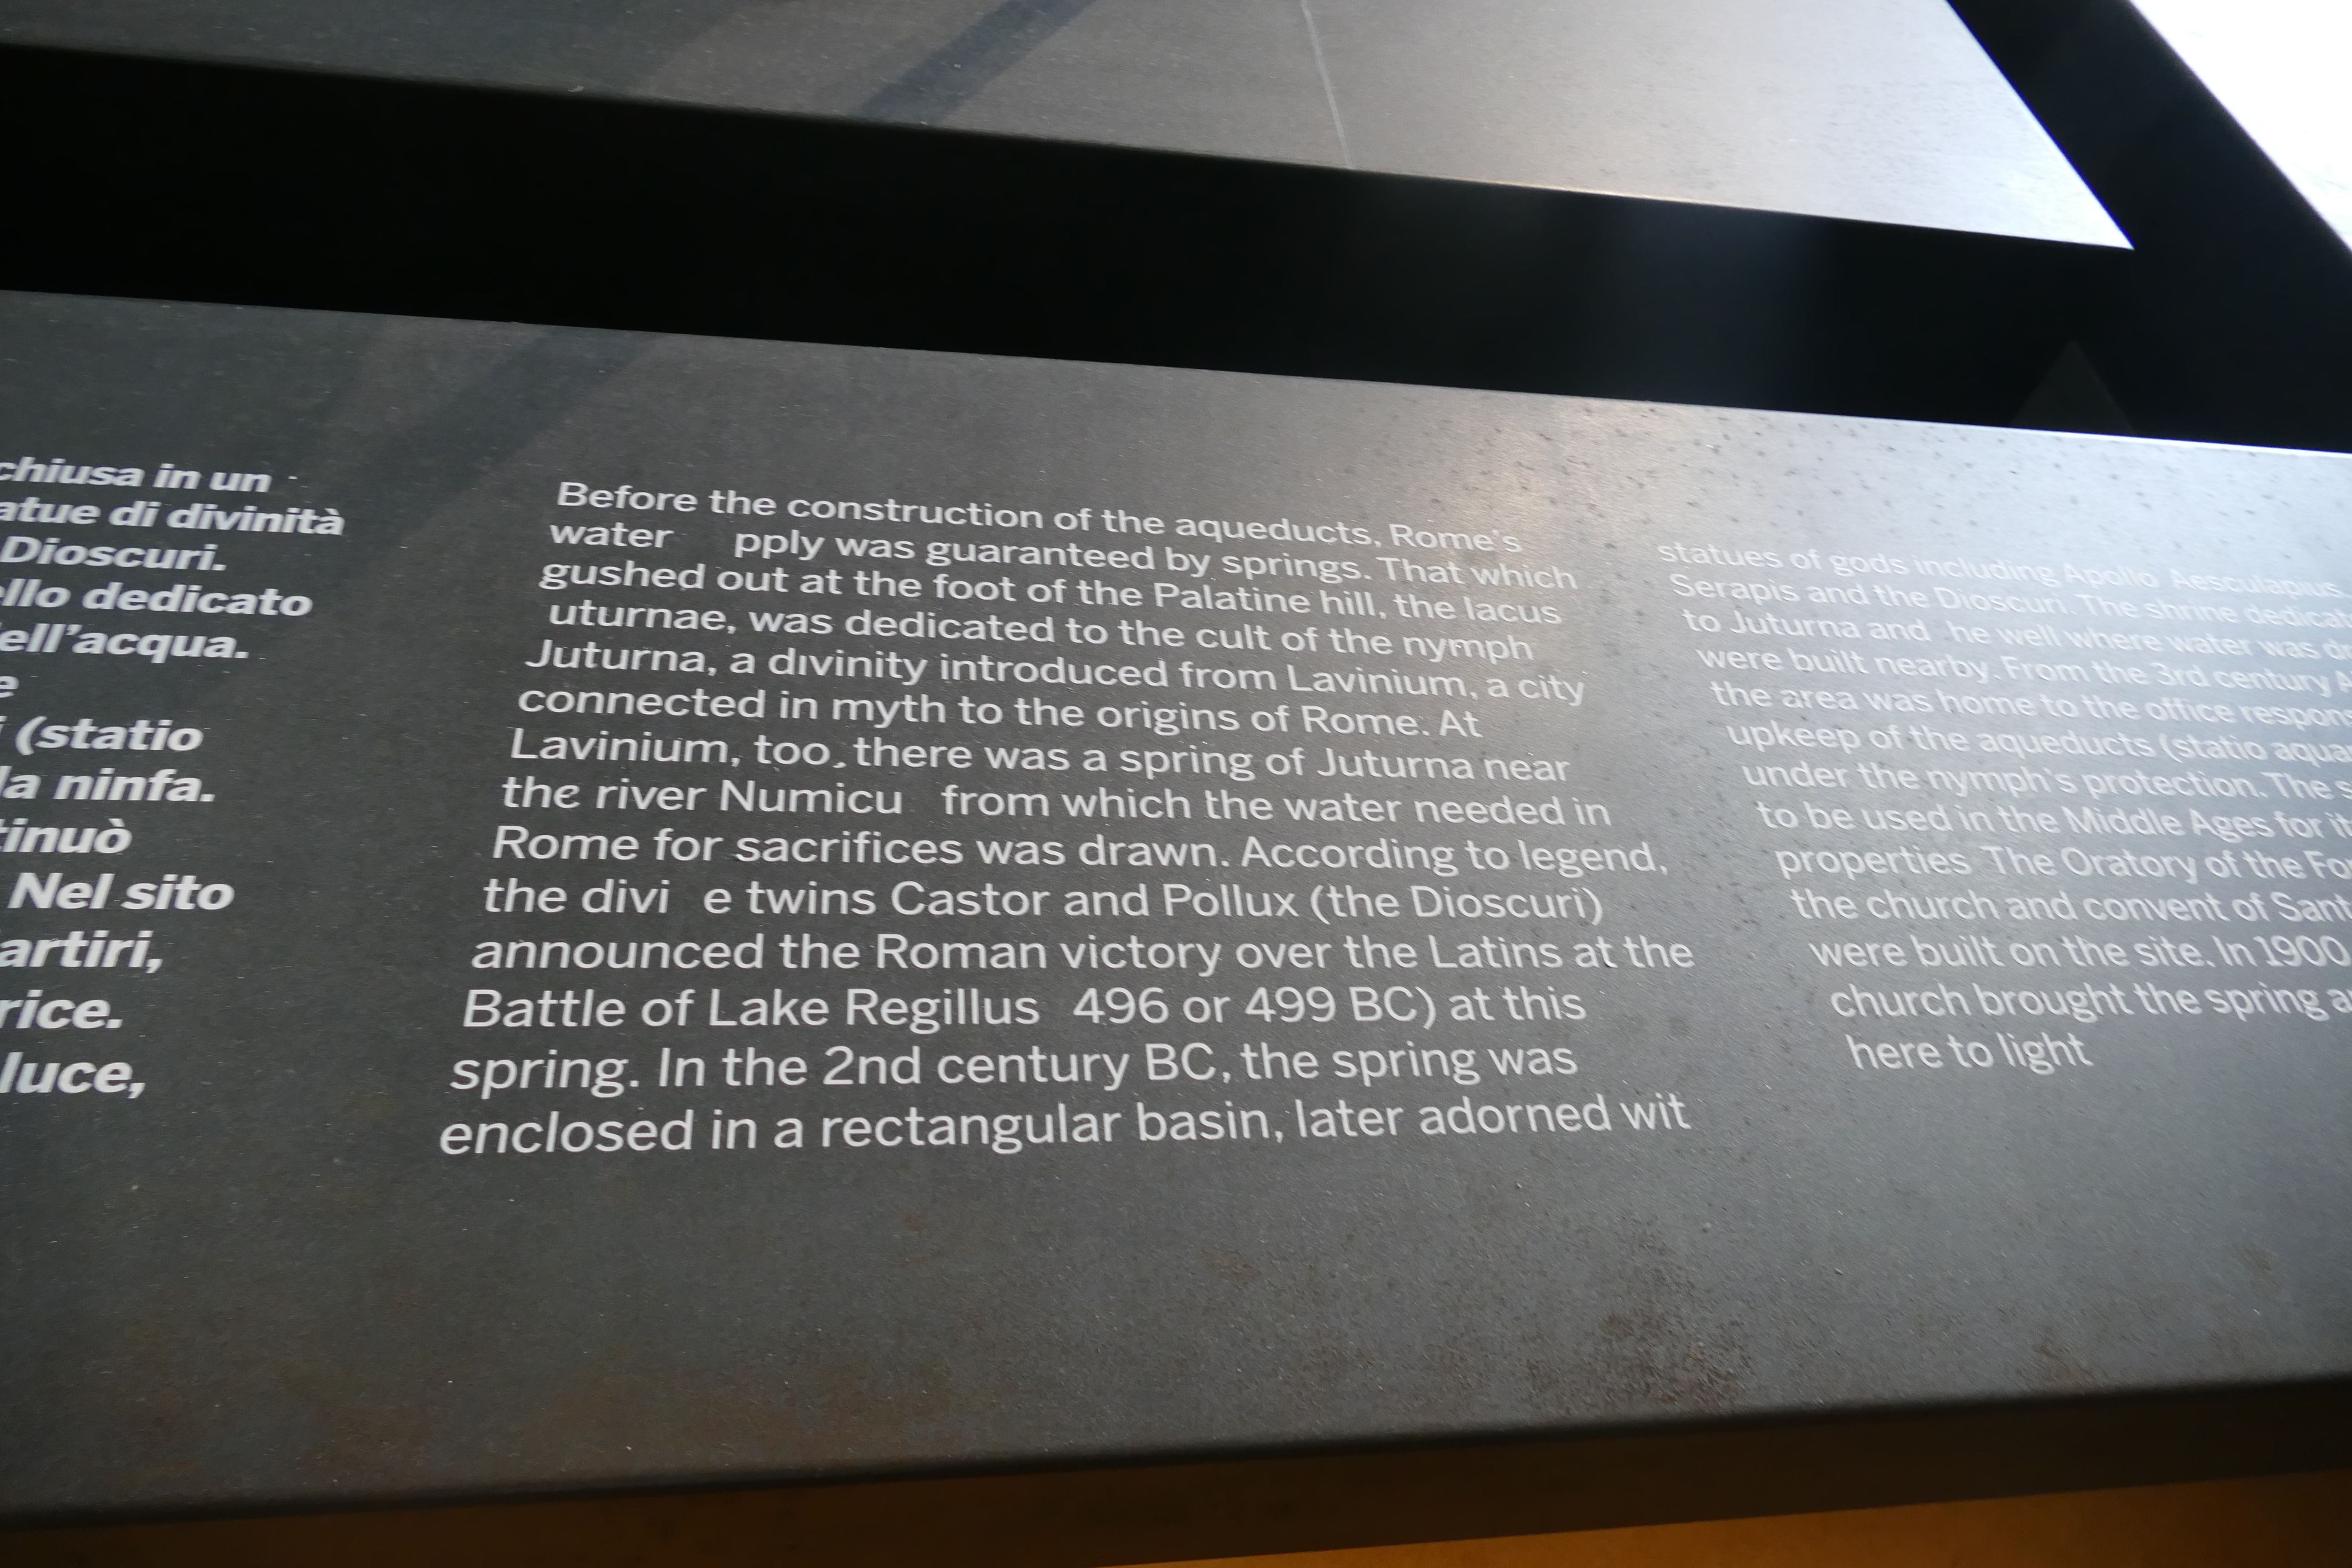 chiusa in un
atue di divinità
Dioscuri.
ello dedicato
dell'acqua.
e
i (statio
la ninfa.
tinuò
Nel sito
artiri,
rice.
luce,
Before the construction of the aqueducts, Rome's
water pply was guaranteed by springs. That which
gushed out at the foot of the Palatine hill, the lacus
uturnae, was dedicated to the cult of the nymph
Juturna, a divinity introduced from Lavinium, a city
connected in myth to the origins of Rome. At
Lavinium, too, there was a spring of Juturna near
the river Numicu from which the water needed in
Rome for sacrifices was drawn. According to legend,
the divi e twins Castor and Pollux (the Dioscuri)
announced the Roman victory over the Latins at the
Battle of Lake Regillus 496 or 499 BC) at this
spring. In the 2nd century BC, the spring was
enclosed in a rectangular basin, later adorned wit
statues of gods including Apollo Aesculapius
Serapis and the Dioscuri. The shrine dedicat
to Juturna and he well where water was dr
were built nearby. From the 3rd century A
the area was home to the office respon
upkeep of the aqueducts (statio aqua
under the nymph's protection. The s
to be used in the Middle Ages for it
properties The Oratory of the Fo
the church and convent of Sant
were built on the site. In 1900
church brought the spring a
here to light